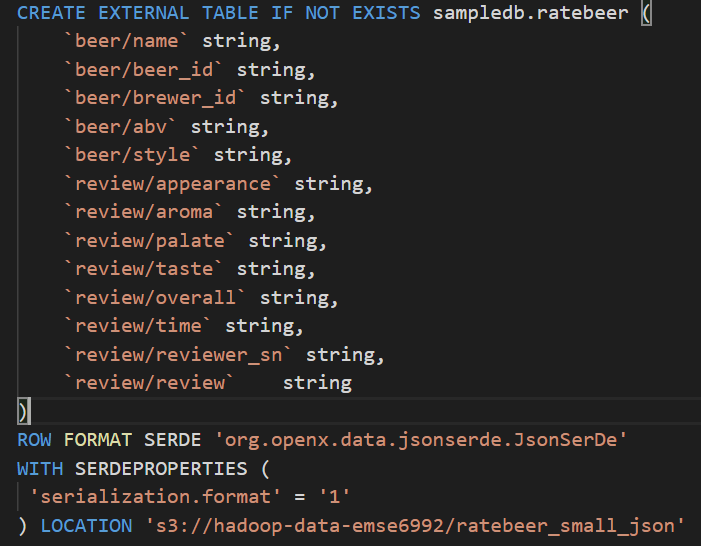 CREATE EXTERNAL TABLE IF NOT EXISTS sampledb.ratebeer (
    `beer/name` string,
    `beer/beer_id` string,
    `beer/brewer_id` string,
    `beer/abv` string,
    `beer/style` string,
    `review/appearance` string,
    `review/aroma` string,
    `review/palate` string,
    `review/taste` string,
    `review/overall` string,
    `review/time` string,
    `review/reviewer_sn` string,
    `review/review`    string
)
ROW FORMAT SERDE 'org.openx.data.jsonserde.JsonSerDe'
WITH SERDEPROPERTIES (
 'serialization.format' = '1'
) LOCATION 's3://hadoop-data-emse6992/ratebeer_small_json'